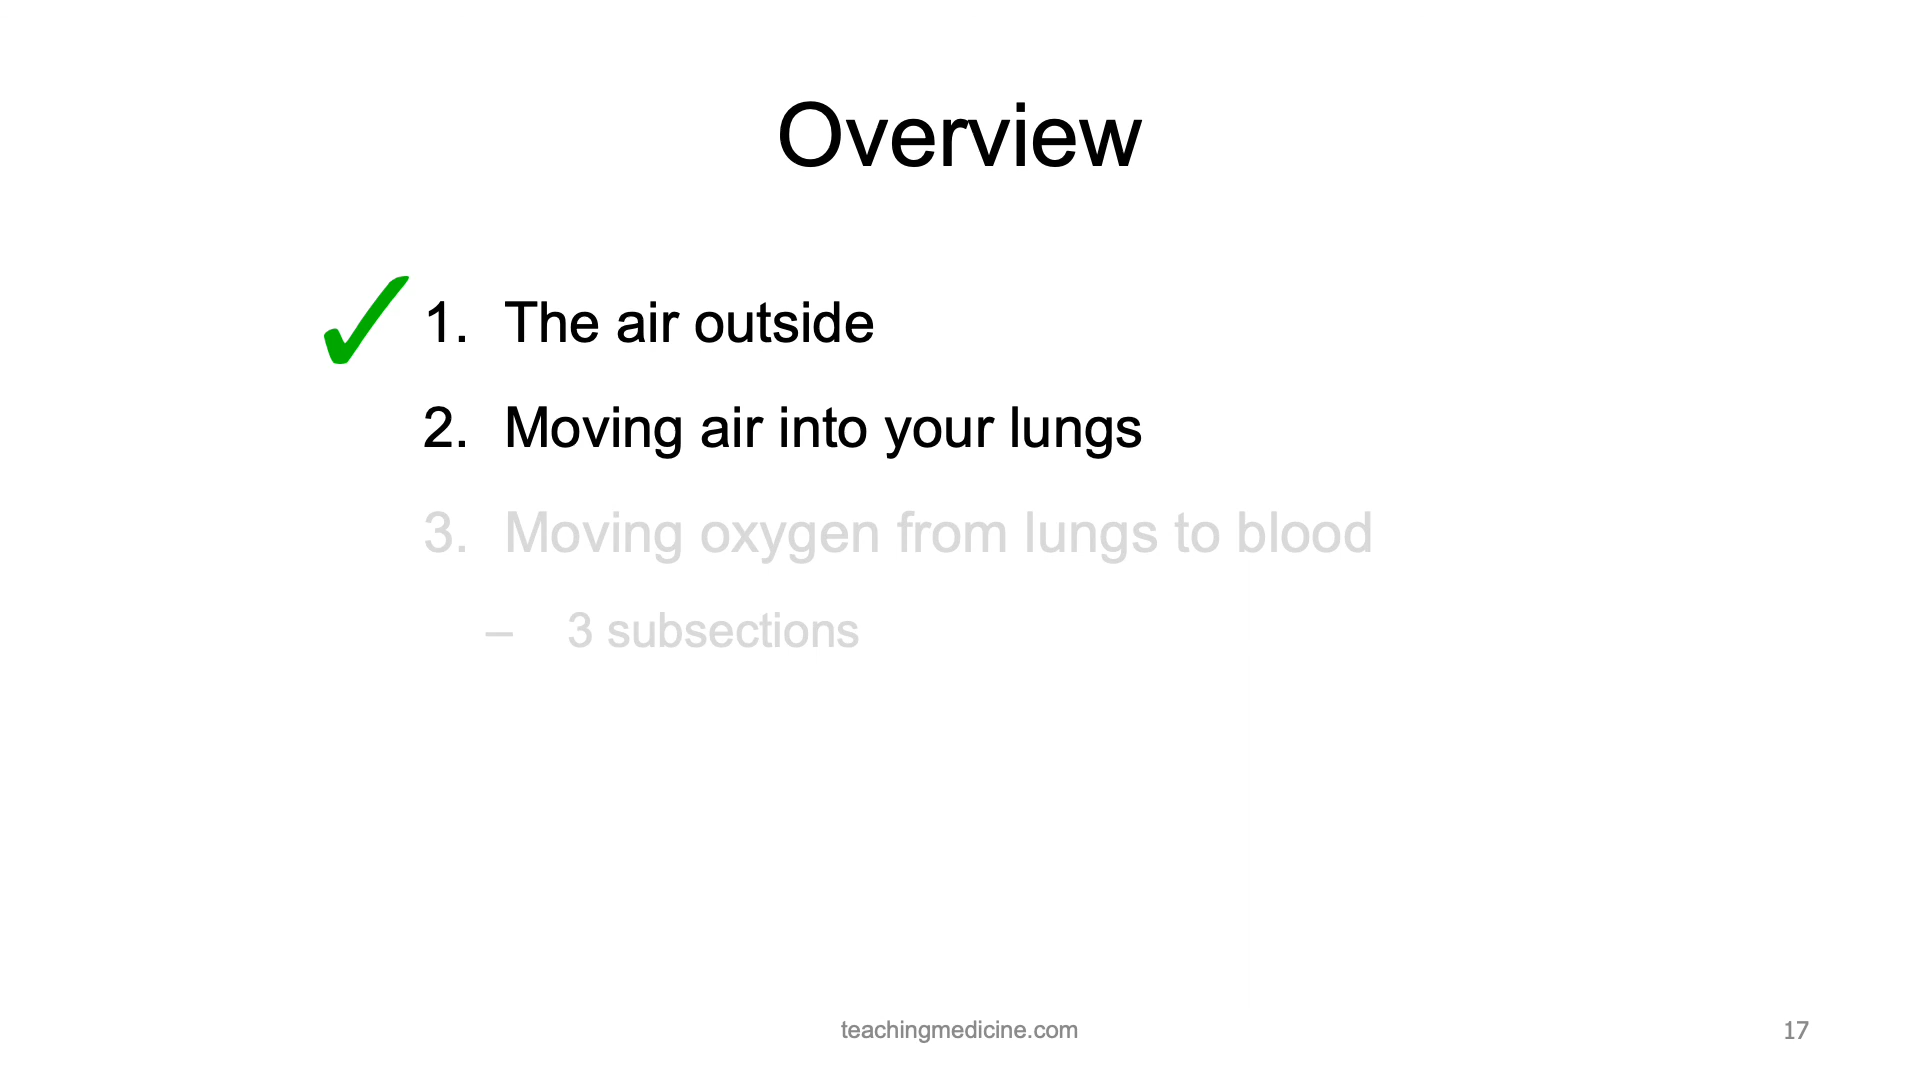 Overview
1. The air outside
2. Moving air into your lungs
3. Moving oxygen from lungs to blood
– 3 subsections
teachingmedicine.com
17